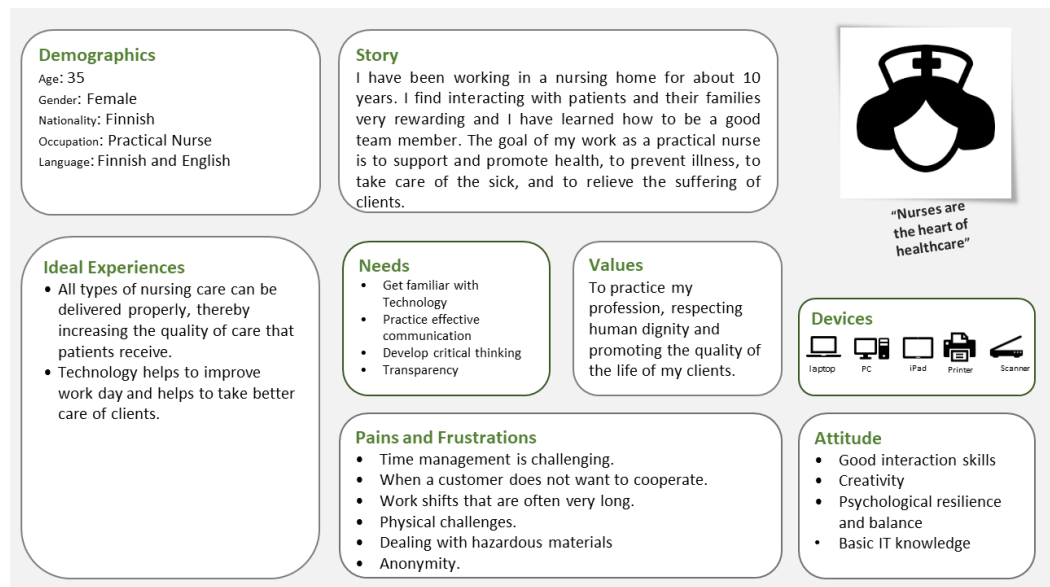 Demographics
Age: 35
Gender: Female
Nationality: Finnish
Occupation: Practical Nurse
Language: Finnish and English
Story
I have been working in a nursing home for about 10
years. I find interacting with patients and their families
very rewarding and I have learned how to be a good
team member. The goal of my work as a practical nurse
is to support and promote health, to prevent illness, to
take care of the sick, and to relieve the suffering of
clients.
“Nurses are
the heart of
healthcare”
Ideal Experiences
• All types of nursing care can be
delivered properly, thereby
increasing the quality of care that
patients receive.
• Technology helps to improve
work day and helps to take better
care of clients.
Needs
• Get familiar with
Technology
• Practice effective
communication
• Develop critical thinking
• Transparency
Values
To practice my
profession, respecting
human dignity and
promoting the quality of
the life of my clients.
Devices
laptop PC iPad Printer Scanner
Pains and Frustrations
• Time management is challenging.
• When a customer does not want to cooperate.
• Work shifts that are often very long.
• Physical challenges.
• Dealing with hazardous materials
• Anonymity.
Attitude
• Good interaction skills
• Creativity
• Psychological resilience
and balance
• Basic IT knowledge